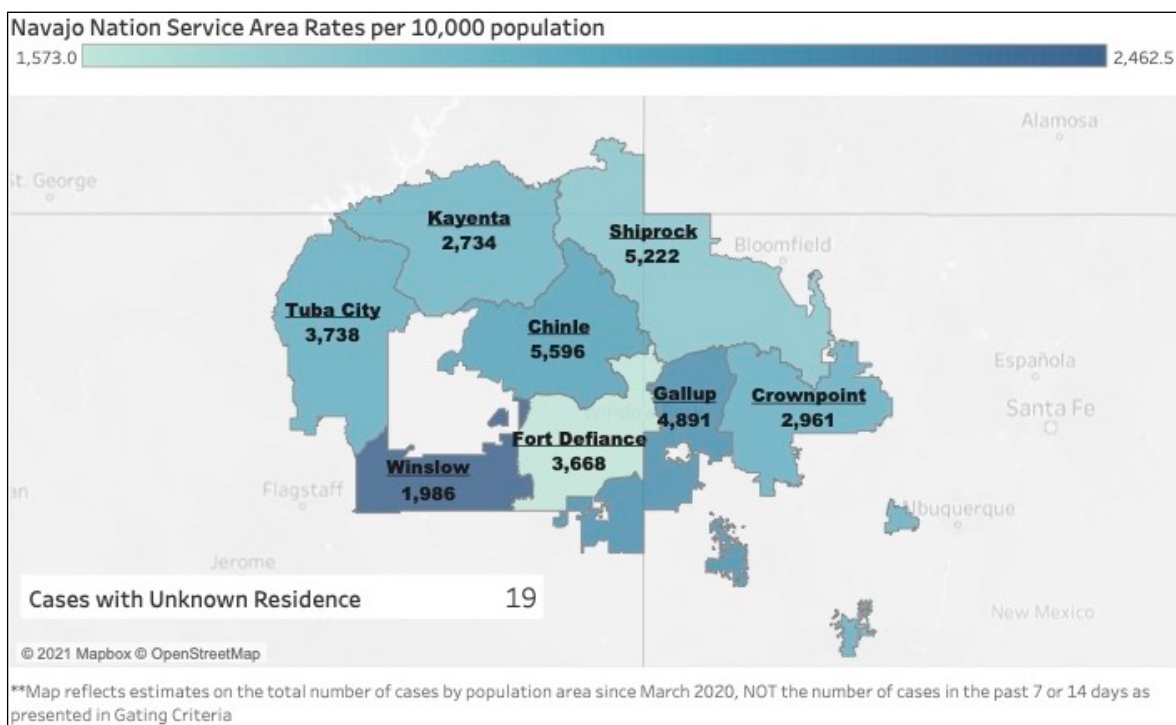 Navajo Nation Service Area Rates per 10,000 population
1,573.0
2,462.5
Alamosa
St. George
Kayenta
2,734
Shiprock
5,222
Bloomfield
Tuba City
3,738
Chinle
5,596
Española
Gallup
4,891
Crownpoint
2,961
Santa Fe
Fort Defiance
3,668
Winslow
1,986
Flagstaff
Albuquerque
Jerome
Cases with Unknown Residence 19
New Mexico
© 2021 Mapbox © OpenStreetMap
**Map reflects estimates on the total number of cases by population area since March 2020, NOT the number of cases in the past 7 or 14 days as
presented in Gating Criteria